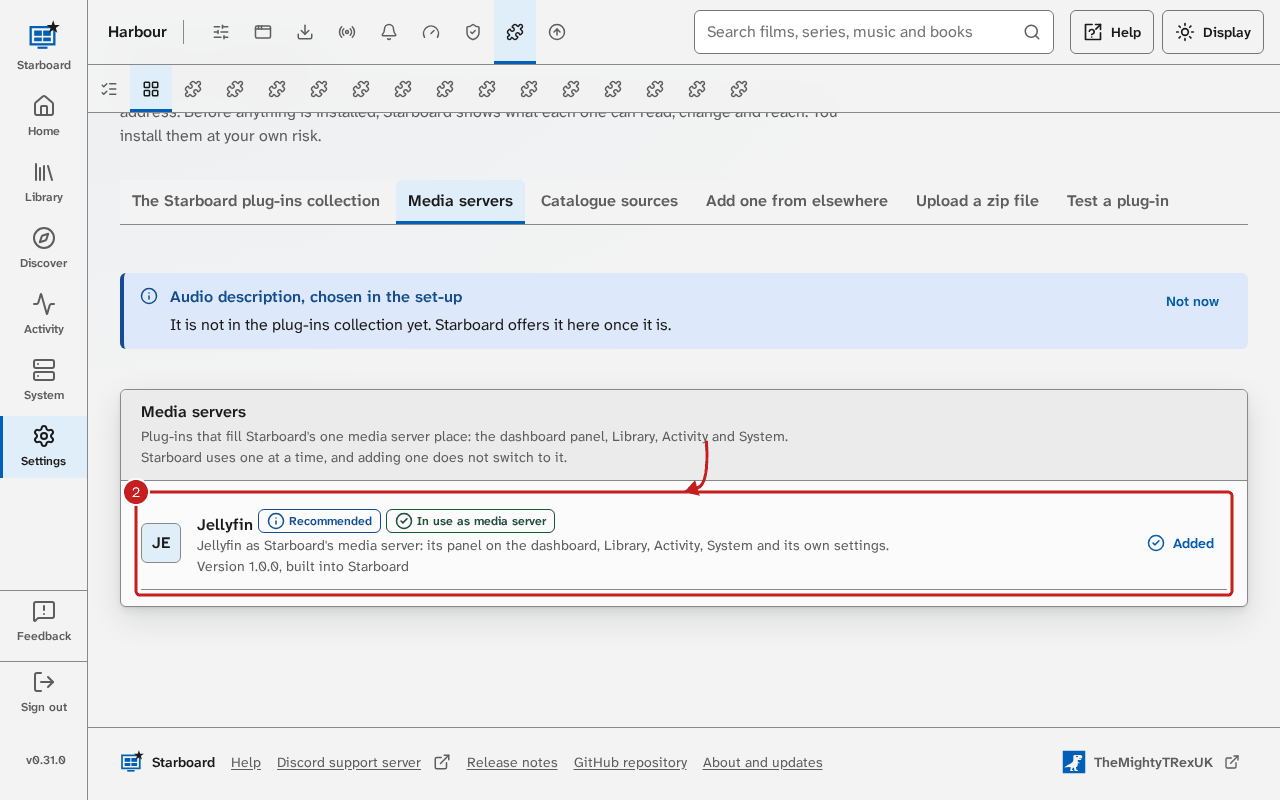 Starboard
Home
Library
Discover
Activity
System
Settings
Feedback
Sign out
v0.31.0
Harbour
Search films, series, music and books
Help
Display
address. Before anything is installed, Starboard shows what each one can read, change and reach. You
install them at your own risk.
The Starboard plug-ins collection
Media servers
Catalogue sources
Add one from elsewhere
Upload a zip file
Test a plug-in
Audio description, chosen in the set-up
It is not in the plug-ins collection yet. Starboard offers it here once it is.
Not now
Media servers
Plug-ins that fill Starboard's one media server place: the dashboard panel, Library, Activity and System.
Starboard uses one at a time, and adding one does not switch to it.
2
JE
Jellyfin
Recommended
In use as media server
Jellyfin as Starboard's media server: its panel on the dashboard, Library, Activity, System and its own settings.
Version 1.0.0, built into Starboard
Added
Starboard
Help
Discord support server
Release notes
GitHub repository
About and updates
TheMightyTRexUK